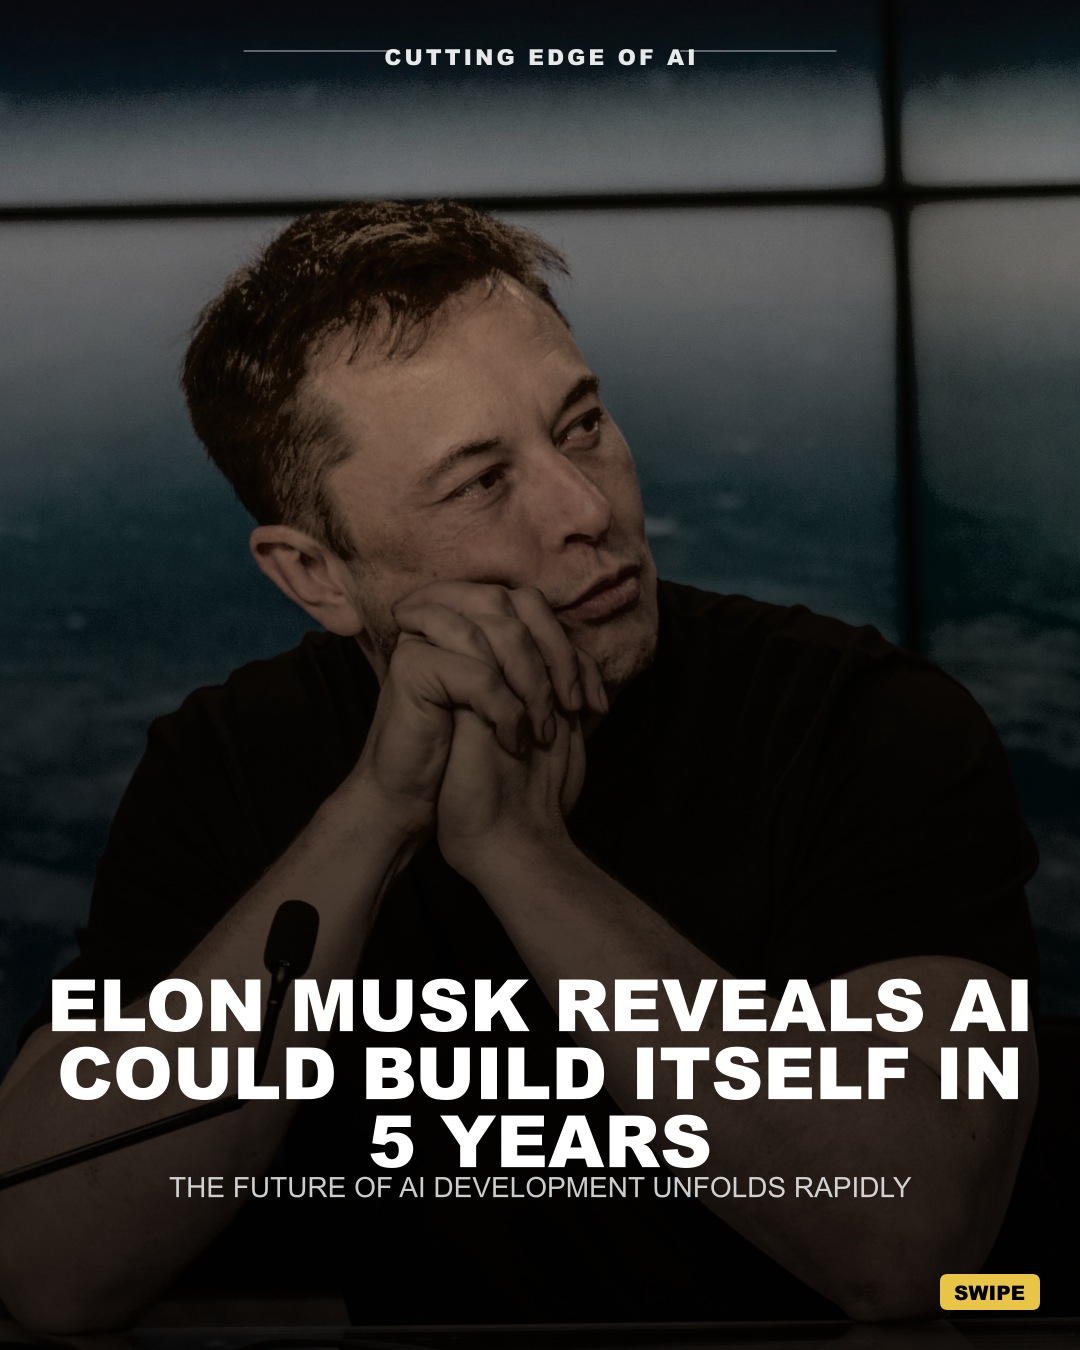 CUTTING EDGE OF AI
ELON MUSK REVEALS AI
COULD BUILD ITSELF IN
5 YEARS
THE FUTURE OF AI DEVELOPMENT UNFOLDS RAPIDLY
SWIPE